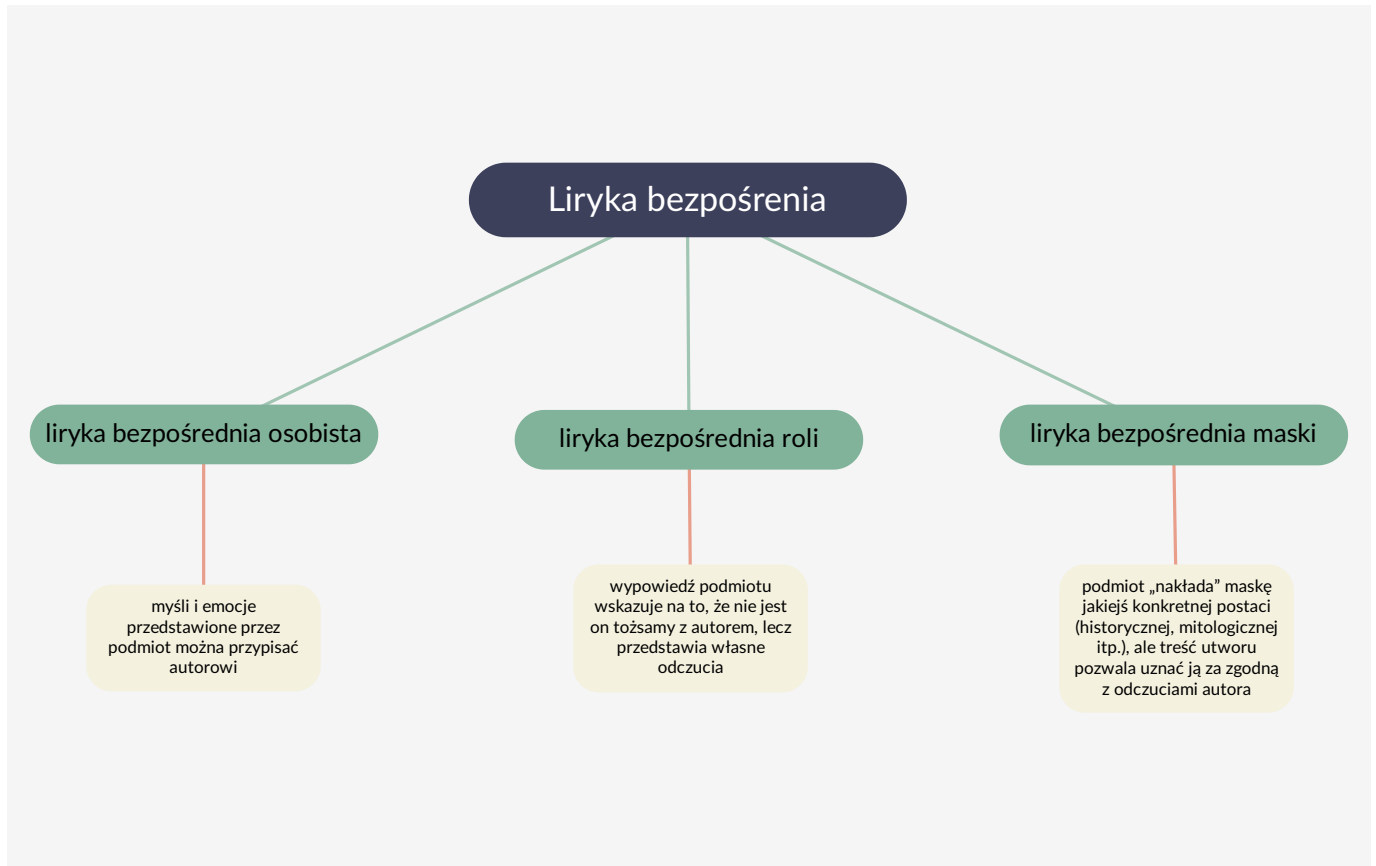 Liryka bezpośrenia
liryka bezpośrednia osobista
liryka bezpośrednia roli
liryka bezpośrednia maski
myśli i emocje
przedstawione przez
podmiot można przypisać
autorowi
wypowiedź podmiotu
wskazuje na to, że nie jest
on tożsamy z autorem, lecz
przedstawia własne
odczucia
podmiot „nakłada” maskę
jakiejś konkretnej postaci
(historycznej, mitologicznej
itp.), ale treść utworu
pozwala uznać ją za zgodną
z odczuciami autora